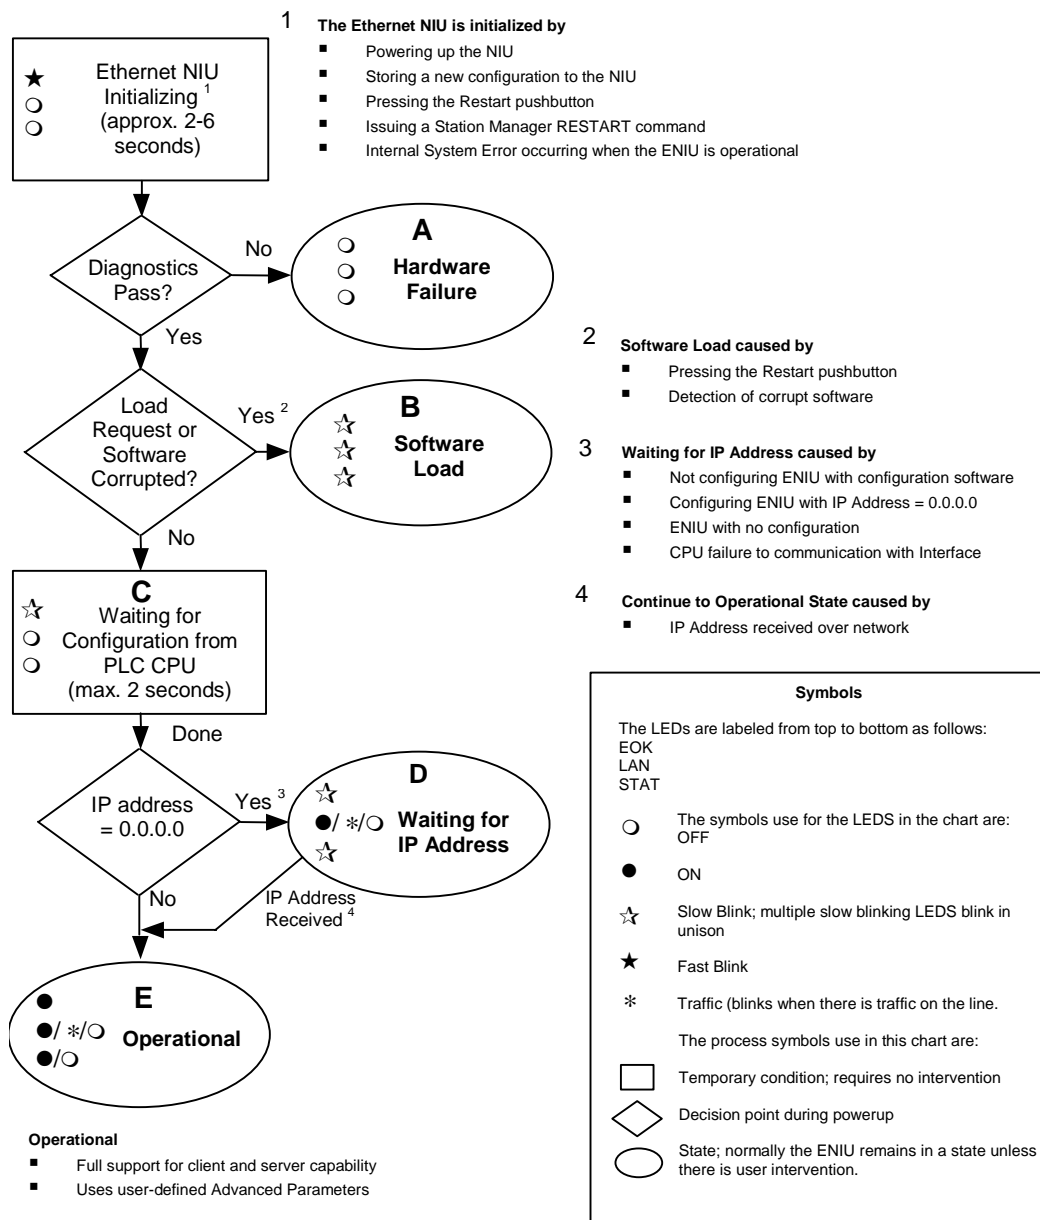 1 The Ethernet NIU is initialized by
■ Powering up the NIU
■ Storing a new configuration to the NIU
■ Pressing the Restart pushbutton
■ Issuing a Station Manager RESTART command
■ Internal System Error occurring when the ENIU is operational
Ethernet NIU
Initializing 1
(approx. 2-6
seconds)
Diagnostics
Pass?
No
A
Hardware
Failure
Yes
Load
Request or
Software
Corrupted?
Yes 2
B
Software
Load
No
2 Software Load caused by
■ Pressing the Restart pushbutton
■ Detection of corrupt software
3 Waiting for IP Address caused by
■ Not configuring ENIU with configuration software
■ Configuring ENIU with IP Address = 0.0.0.0
■ ENIU with no configuration
■ CPU failure to communication with Interface
4 Continue to Operational State caused by
■ IP Address received over network
C
Waiting for
Configuration from
PLC CPU
(max. 2 seconds)
Done
IP address
= 0.0.0.0
Yes 3
D
●/ *​/○ Waiting for
IP Address
No
IP Address
Received 4
E
●/ *​/○ Operational
●/○
Operational
■ Full support for client and server capability
■ Uses user-defined Advanced Parameters
Symbols
The LEDs are labeled from top to bottom as follows:
EOK
LAN
STAT
○ The symbols use for the LEDS in the chart are:
OFF
● ON
☆ Slow Blink; multiple slow blinking LEDS blink in
unison
★ Fast Blink
* Traffic (blinks when there is traffic on the line.
The process symbols use in this chart are:
Temporary condition; requires no intervention
Decision point during powerup
State; normally the ENIU remains in a state unless
there is user intervention.